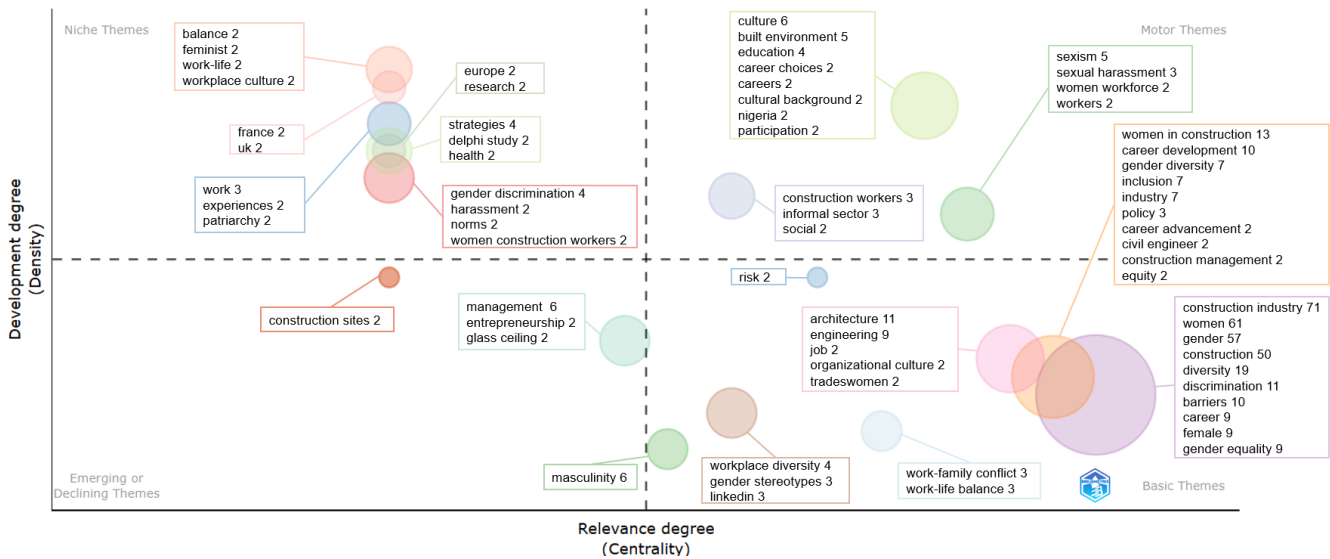 Niche Themes
balance 2
feminist 2
work-life 2
workplace culture 2
europe 2
research 2
france 2
uk 2
strategies 4
delphi study 2
health 2
work 3
experiences 2
patriarchy 2
gender discrimination 4
harassment 2
norms 2
women construction workers 2
Motor Themes
culture 6
built environment 5
education 4
career choices 2
careers 2
cultural background 2
nigeria 2
participation 2
sexism 5
sexual harassment 3
women workforce 2
workers 2
construction workers 3
informal sector 3
social 2
women in construction 13
career development 10
gender diversity 7
inclusion 7
industry 7
policy 3
career advancement 2
civil engineer 2
construction management 2
equity 2
Development degree
(Density)
construction sites 2
management 6
entrepreneurship 2
glass ceiling 2
risk 2
architecture 11
engineering 9
job 2
organizational culture 2
tradeswomen 2
construction industry 71
women 61
gender 57
construction 50
diversity 19
discrimination 11
barriers 10
career 9
female 9
gender equality 9
Emerging or
Declining Themes
masculinity 6
workplace diversity 4
gender stereotypes 3
linkedin 3
work-family conflict 3
work-life balance 3
Basic Themes
Relevance degree
(Centrality)